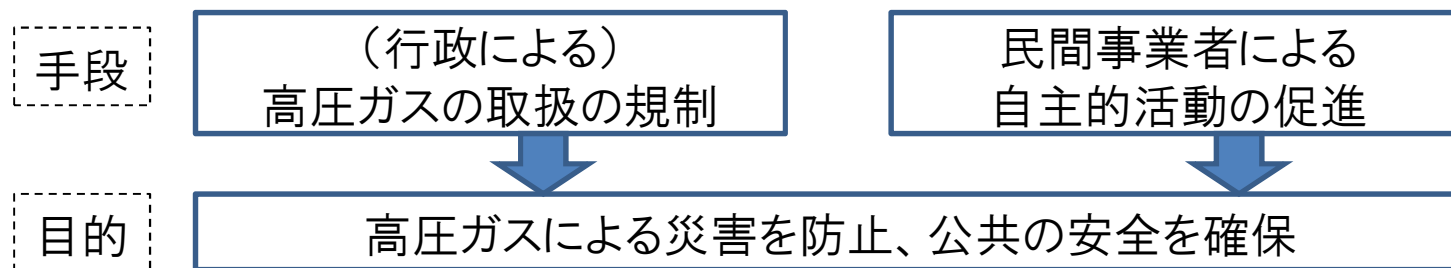 手段
(行政による)
高圧ガスの取扱の規制
民間事業者による
自主的活動の促進
目的
高圧ガスによる災害を防止、公共の安全を確保